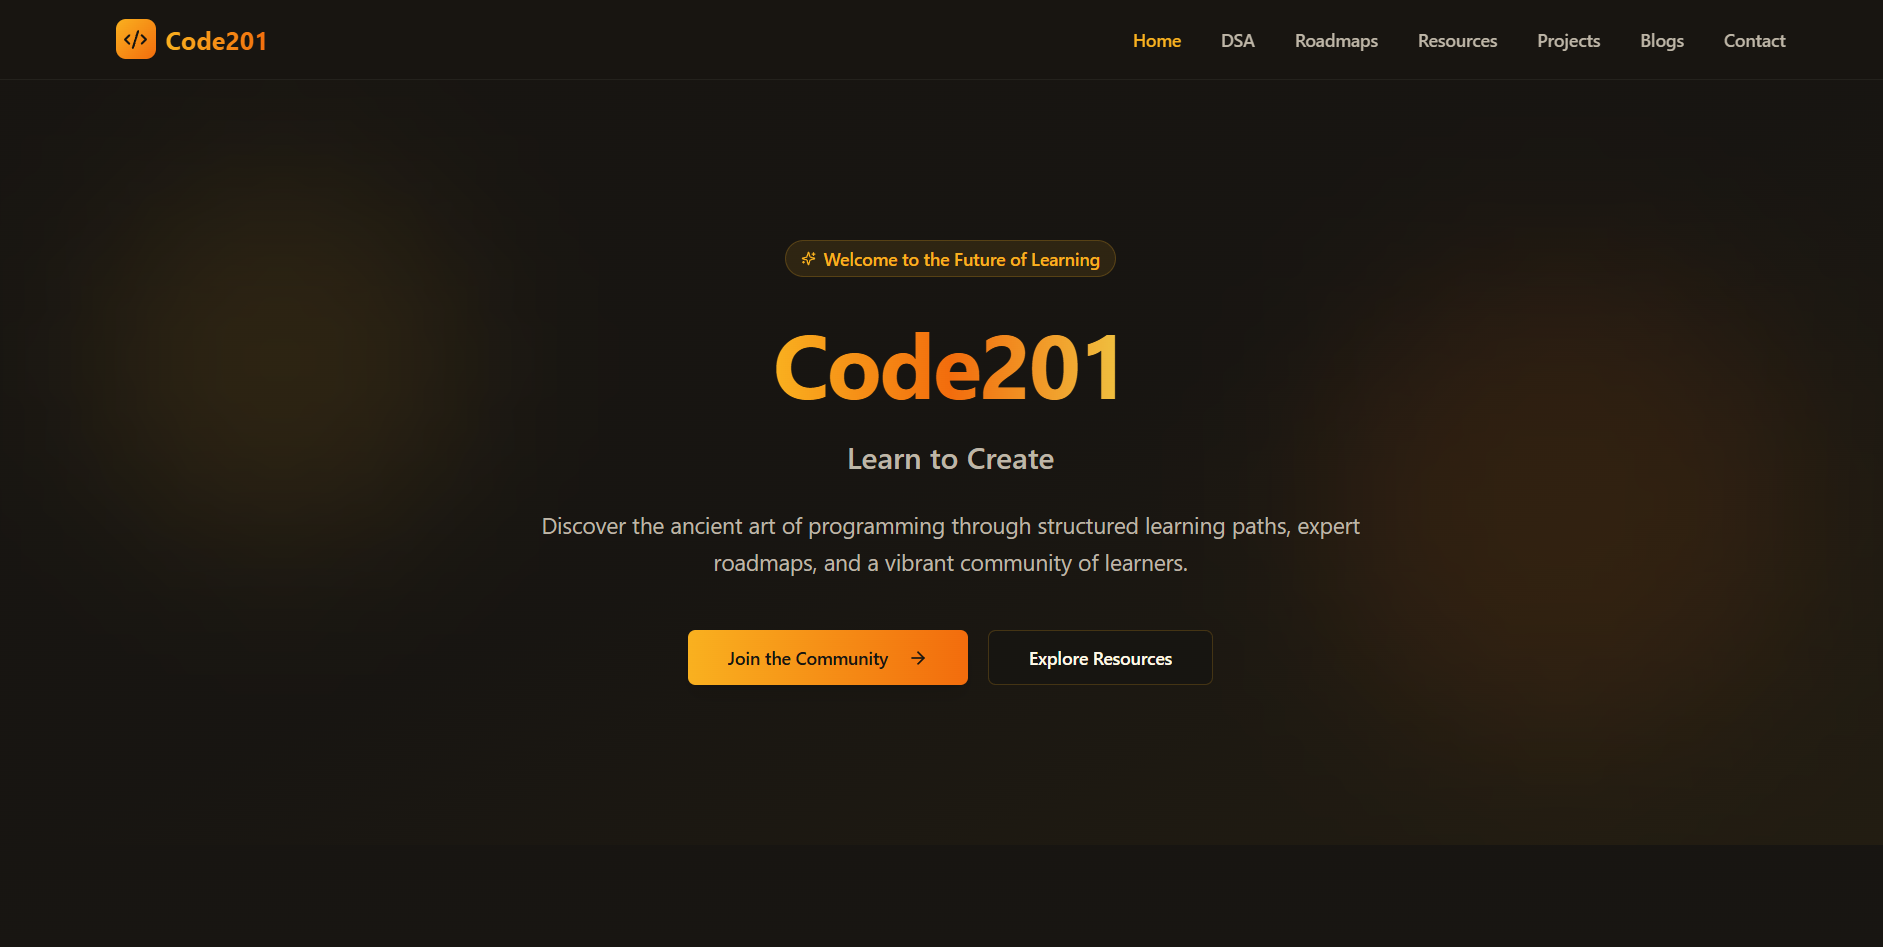 Code201
Home DSA Roadmaps Resources Projects Blogs Contact
Welcome to the Future of Learning
Code201
Learn to Create
Discover the ancient art of programming through structured learning paths, expert
roadmaps, and a vibrant community of learners.
Join the Community
Explore Resources